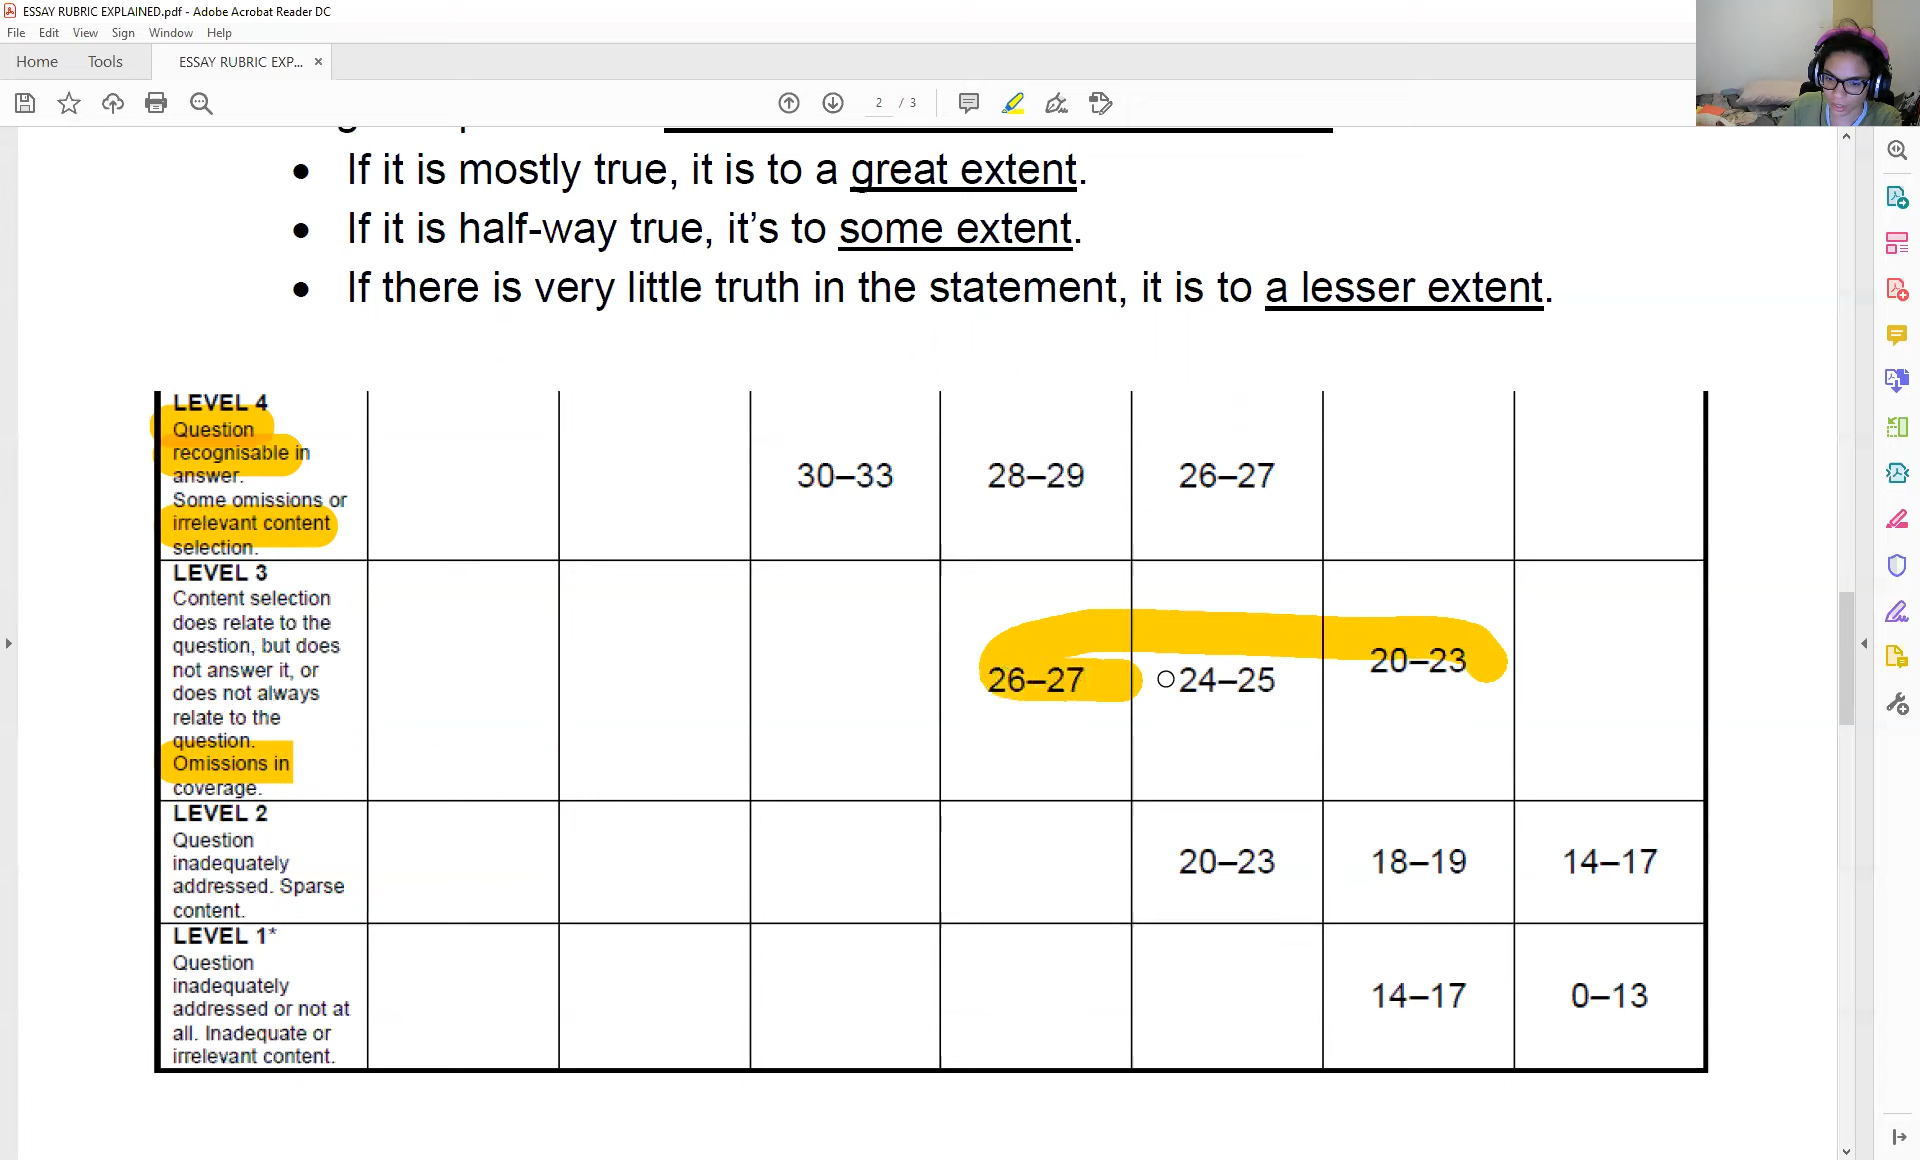 ESSAY RUBRIC EXPLAINED.pdf - Adobe Acrobat Reader DC
File Edit View Sign Window Help
Home Tools ESSAY RUBRIC EXP... ×
2 / 3
• If it is mostly true, it is to a great extent.
• If it is half-way true, it’s to some extent.
• If there is very little truth in the statement, it is to a lesser extent.
LEVEL 4
Question
recognisable in
answer.
Some omissions or
irrelevant content
selection.
30–33 28–29 26–27
LEVEL 3
Content selection
does relate to the
question, but does
not answer it, or
does not always
relate to the
question.
Omissions in
coverage.
26–27 24–25 20–23
LEVEL 2
Question
inadequately
addressed. Sparse
content.
20–23 18–19 14–17
LEVEL 1*
Question
inadequately
addressed or not at
all. Inadequate or
irrelevant content.
14–17 0–13